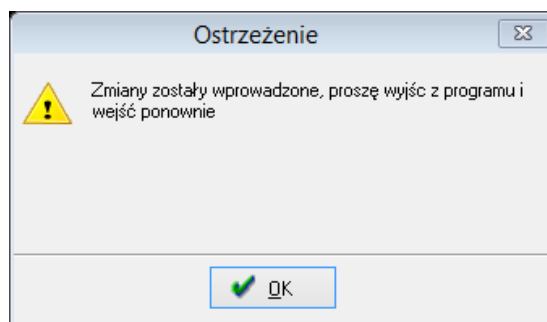 Ostrzeżenie
Zmiany zostały wprowadzone, proszę wyjśc z programu i
wejść ponownie
OK